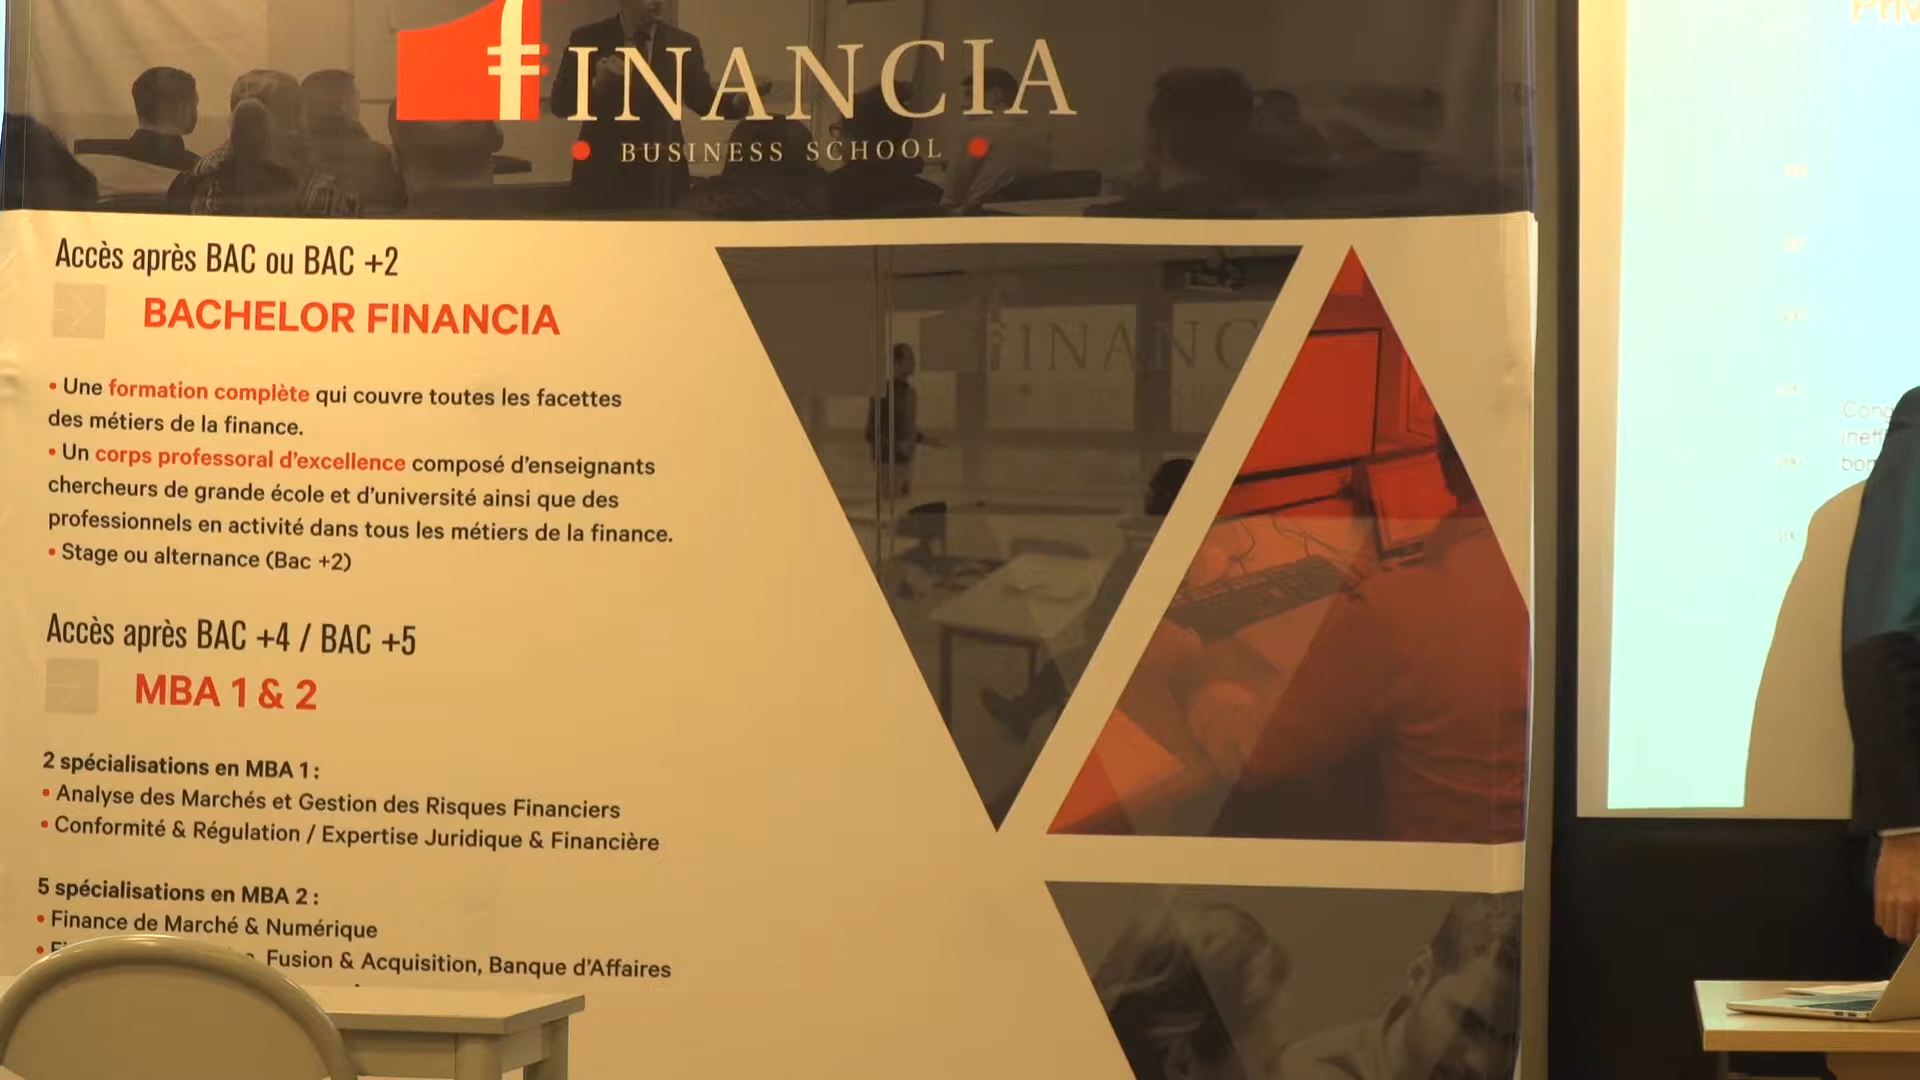 FINANCIA
BUSINESS SCHOOL
Accès après BAC ou BAC +2
BACHELOR FINANCIA
• Une formation complète qui couvre toutes les facettes
des métiers de la finance.
• Un corps professoral d'excellence composé d'enseignants
chercheurs de grande école et d'université ainsi que des
professionnels en activité dans tous les métiers de la finance.
• Stage ou alternance (Bac +2)
Accès après BAC +4 / BAC +5
MBA 1 & 2
2 spécialisations en MBA 1 :
• Analyse des Marchés et Gestion des Risques Financiers
• Conformité & Régulation / Expertise Juridique & Financière
5 spécialisations en MBA 2 :
• Finance de Marché & Numérique
Fusion & Acquisition, Banque d'Affaires
FINANC